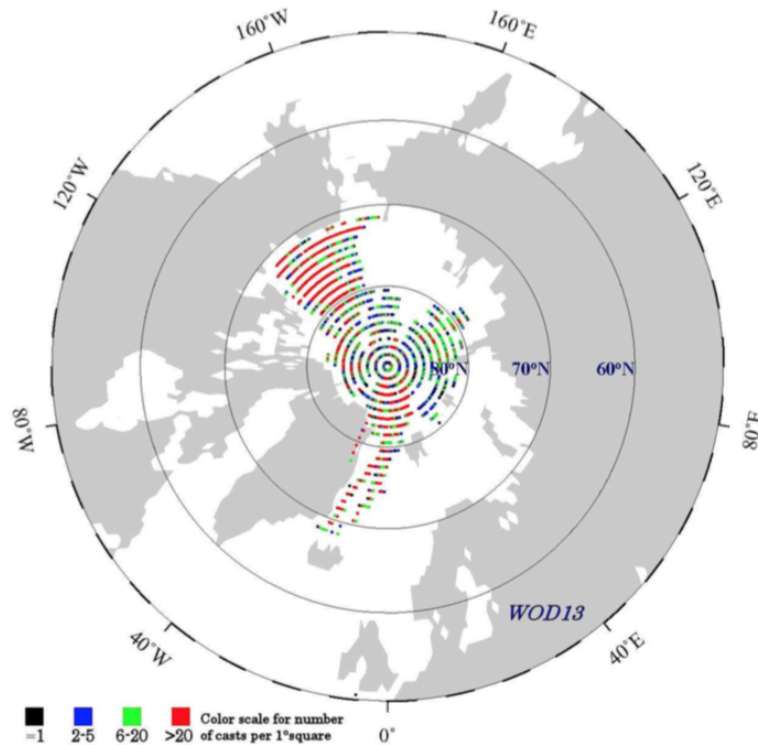 160°W
160°E
120°W
120°E
80°N 70°N 60°N
80°W
80°E
WOD13
40°W
40°E
=1 2-5 6-20 >20 Color scale for number
of casts per 1°square
0°